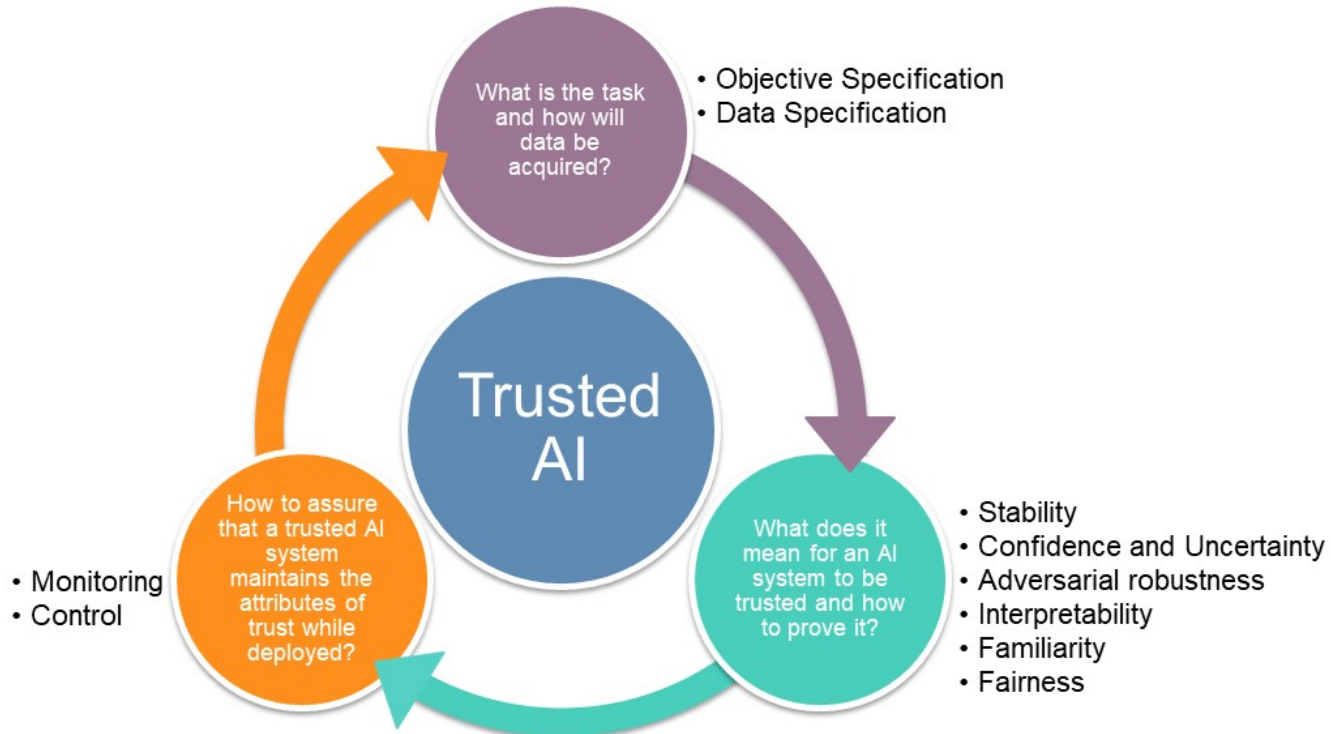 What is the task
and how will
data be
acquired?
• Objective Specification
• Data Specification
Trusted
AI
What does it
mean for an AI
system to be
trusted and how
to prove it?
• Stability
• Confidence and Uncertainty
• Adversarial robustness
• Interpretability
• Familiarity
• Fairness
How to assure
that a trusted AI
system
maintains the
attributes of
trust while
deployed?
• Monitoring
• Control